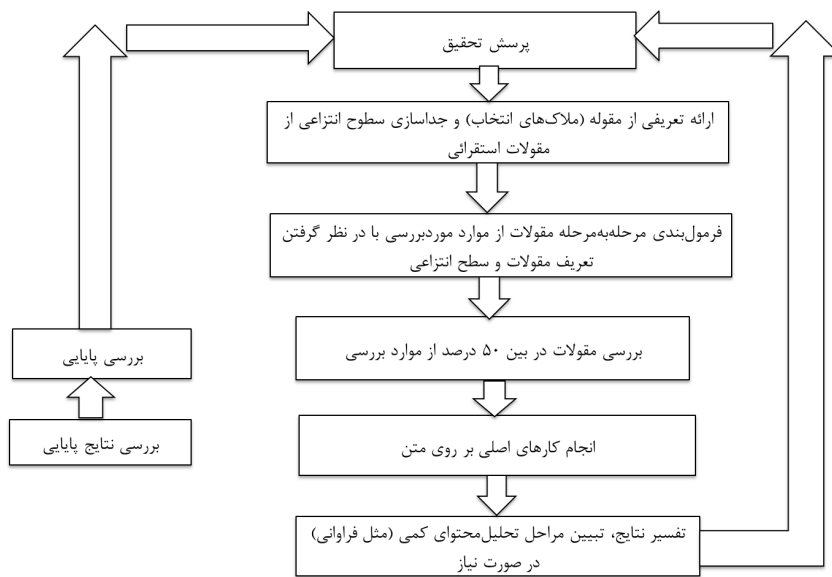 پرسش تحقیق
ارائه تعریفی از مقوله (ملاک‌های انتخاب) و جداسازی سطوح انتزاعی از
مقولات استقرائی
فرمول‌بندی مرحله‌به‌مرحله مقولات از موارد موردبررسی با در نظر گرفتن
تعریف مقولات و سطح انتزاعی
بررسی مقولات در بین ۵۰ درصد از موارد بررسی
انجام کارهای اصلی بر روی متن
تفسیر نتایج، تبیین مراحل تحلیل‌محتوای کمی (مثل فراوانی)
در صورت نیاز
بررسی پایایی
بررسی نتایج پایایی